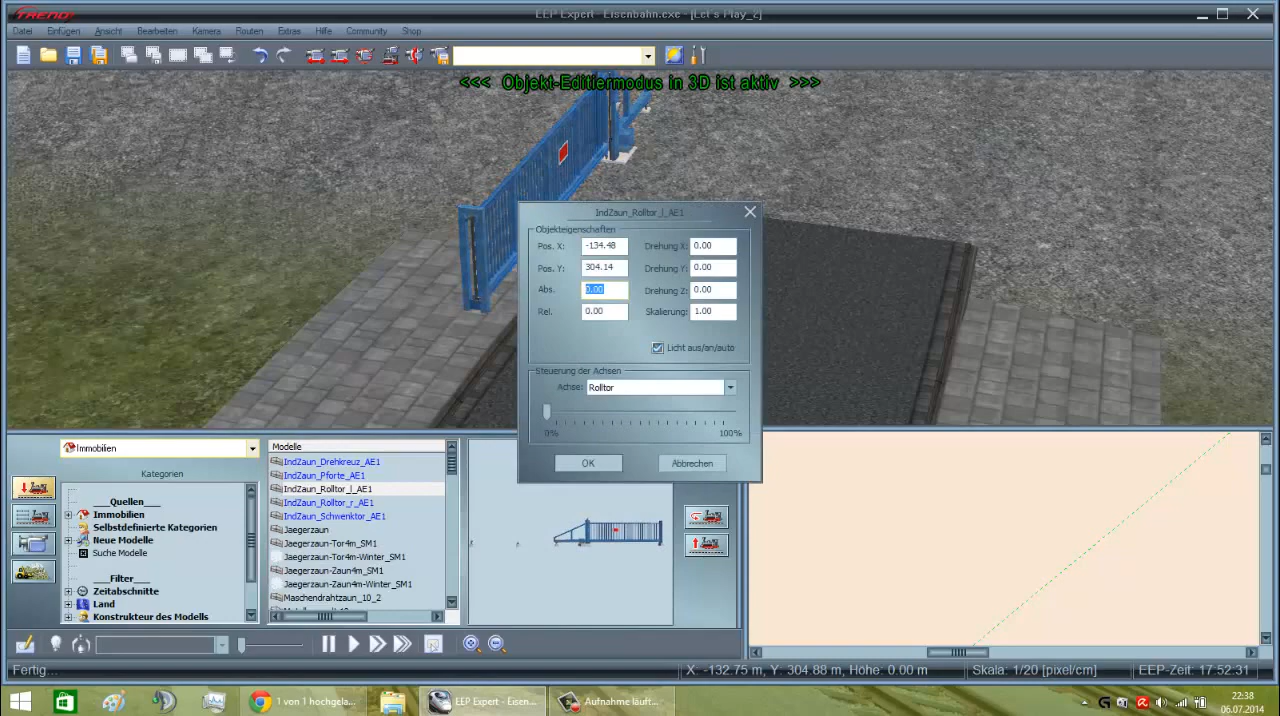 TREND
EEP Expert - Eisenbahn.exe - [Let's Play_2]
Datei Einfügen Ansicht Bearbeiten Kamera Routen Extras Hilfe Community Shop
<<< Objekt-Editiermodus in 3D ist aktiv >>>
IndZaun_Rolltor_l_AE1
Objekteigenschaften
Pos. X: -134.48 Drehung X: 0.00
Pos. Y: 304.14 Drehung Y: 0.00
Abs. 0.00 Drehung Z: 0.00
Rel. 0.00 Skalierung: 1.00
Licht aus/an/auto
Steuerung der Achsen
Achse: Rolltor
0% 100%
OK Abbrechen
Immobilien
Kategorien
___Quellen___
Immobilien
Selbstdefinierte Kategorien
Neue Modelle
Suche Modelle
___Filter___
Zeitabschnitte
Land
Konstrukteur des Modells
Modelle
IndZaun_Drehkreuz_AE1
IndZaun_Pforte_AE1
IndZaun_Rolltor_l_AE1
IndZaun_Rolltor_r_AE1
IndZaun_Schwenktor_AE1
Jaegerzaun
Jaegerzaun-Tor4m_SM1
Jaegerzaun-Tor4m-Winter_SM1
Jaegerzaun-Zaun4m_SM1
Jaegerzaun-Zaun4m-Winter_SM1
Maschendrahtzaun_10_2
Fertig...
X: -132.75 m, Y: 304.88 m, Höhe: 0.00 m
Skala: 1/20 [pixel/cm]
EEP-Zeit: 17:52:31
1 von 1 hochgela...
EEP Expert - Eisen...
Aufnahme läuft...
22:38
06.07.2014